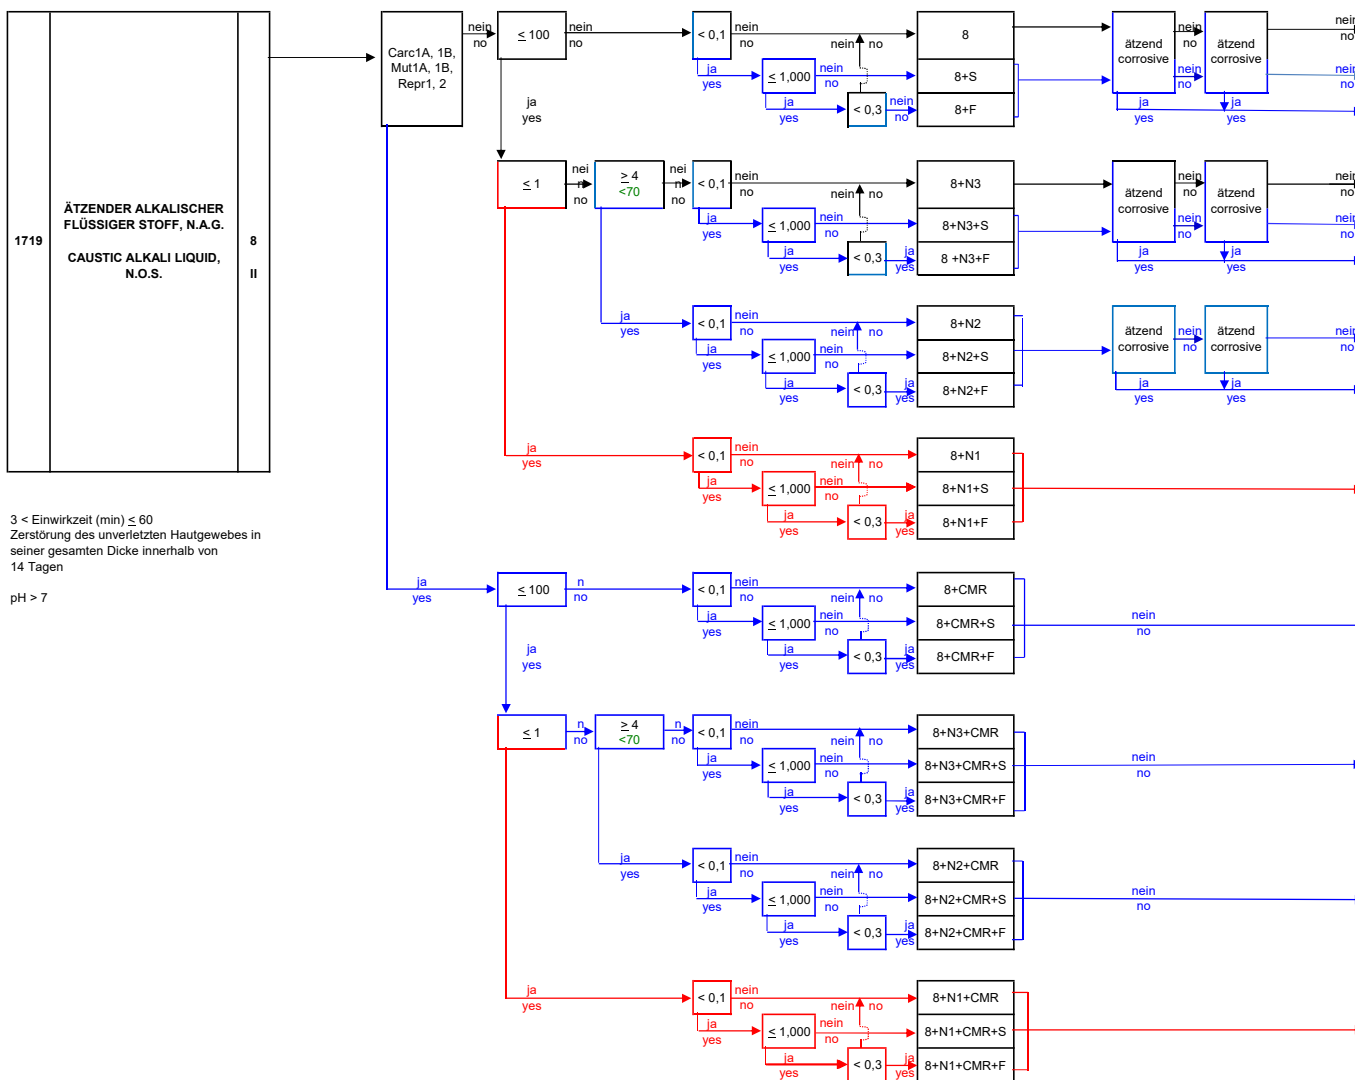 1719
ÄTZENDER ALKALISCHER
FLÜSSIGER STOFF, N.A.G.
CAUSTIC ALKALI LIQUID,
N.O.S.
8
II
3 < Einwirkzeit (min) ≤ 60
Zerstörung des unverletzten Hautgewebes in
seiner gesamten Dicke innerhalb von
14 Tagen
pH > 7
Carc1A, 1B,
Mut1A, 1B,
Repr1, 2
nein
no
≤ 100
nein
no
< 0,1
nein
no
nein no
8
ja
yes
≤ 1,000
nein
no
8+S
ja
yes
< 0,3
nein
no
8+F
ätzend
corrosive
nein
no
nein
no
ja
yes
ätzend
corrosive
nein
no
nein
no
ja
yes
ja
yes
≤ 1
nei
n
no
≥ 4
<70
nei
n
no
< 0,1
nein
no
nein no
8+N3
ja
yes
≤ 1,000
nein
no
8+N3+S
ja
yes
< 0,3
ja
yes
8 +N3+F
ätzend
corrosive
nein
no
nein
no
ja
yes
ätzend
corrosive
nein
no
nein
no
ja
yes
ja
yes
< 0,1
nein
no
nein no
8+N2
ja
yes
≤ 1,000
nein
no
8+N2+S
ja
yes
< 0,3
ja
yes
8+N2+F
ätzend
corrosive
nein
no
ja
yes
ätzend
corrosive
nein
no
ja
yes
ja
yes
< 0,1
nein
no
nein no
8+N1
ja
yes
≤ 1,000
nein
no
8+N1+S
ja
yes
< 0,3
ja
yes
8+N1+F
ja
yes
≤ 100
n
no
< 0,1
nein
no
nein no
8+CMR
ja
yes
≤ 1,000
nein
no
8+CMR+S
ja
yes
< 0,3
ja
yes
8+CMR+F
nein
no
ja
yes
≤ 1
n
no
≥ 4
<70
n
no
< 0,1
nein
no
nein no
8+N3+CMR
ja
yes
≤ 1,000
nein
no
8+N3+CMR+S
ja
yes
< 0,3
ja
yes
8+N3+CMR+F
nein
no
ja
yes
< 0,1
nein
no
nein no
8+N2+CMR
ja
yes
≤ 1,000
nein
no
8+N2+CMR+S
ja
yes
< 0,3
ja
yes
8+N2+CMR+F
nein
no
ja
yes
< 0,1
nein
no
nein no
8+N1+CMR
ja
yes
≤ 1,000
nein
no
8+N1+CMR+S
ja
yes
< 0,3
ja
yes
8+N1+CMR+F